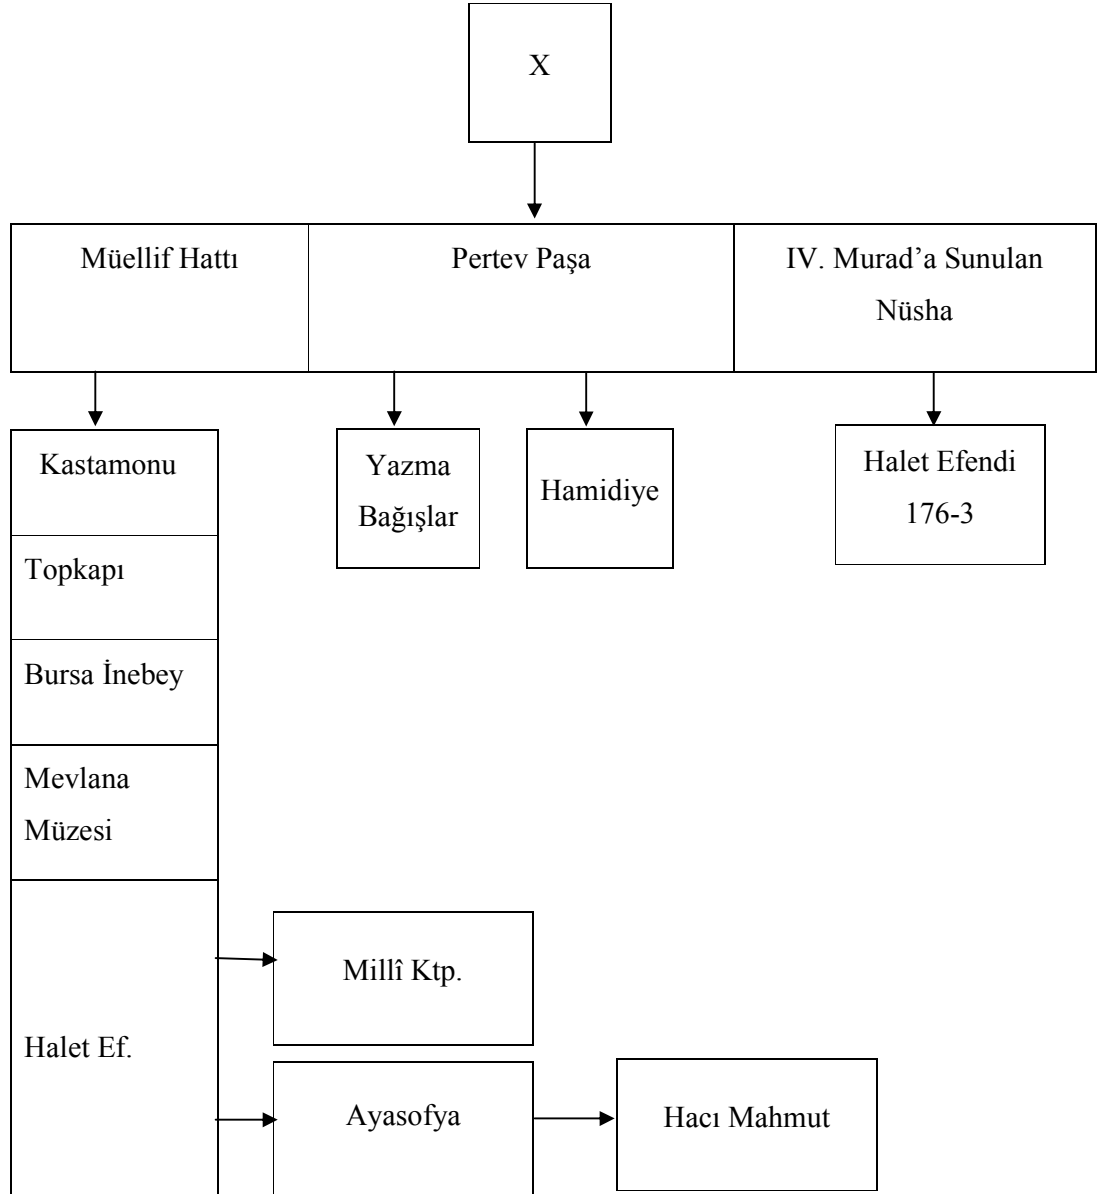 X
Müellif Hattı
Pertev Paşa
IV. Murad’a Sunulan
Nüsha
Kastamonu
Topkapı
Bursa İnebey
Mevlana
Müzesi
Halet Ef.
Yazma
Bağışlar
Hamidiye
Halet Efendi
176-3
Millî Ktp.
Ayasofya
Hacı Mahmut